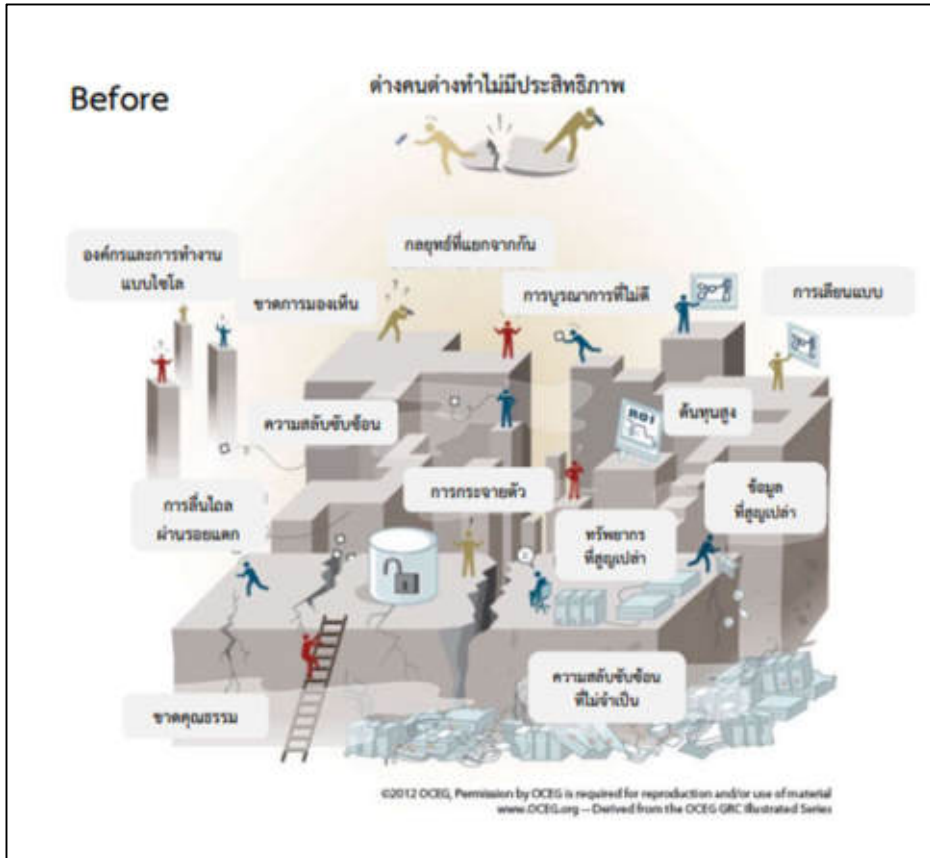 Before
ต่างคนต่างทำไม่มีประสิทธิภาพ
องค์กรและการทำงาน
แบบไซโล
กลยุทธ์ที่แยกจากกัน
ขาดการมองเห็น
การบูรณาการที่ไม่ดี
การเลียนแบบ
ความสลับซับซ้อน
ROI
ต้นทุนสูง
การลื่นไถล
ผ่านรอยแตก
การกระจายตัว
ทรัพยากร
ที่สูญเปล่า
ข้อมูล
ที่สูญเปล่า
ความสลับซับซ้อน
ที่ไม่จำเป็น
ขาดคุณธรรม
©2012 OCEG, Permission by OCEG is required for reproduction and/or use of material
www.OCEG.org -- Derived from the OCEG GRC Illustrated Series